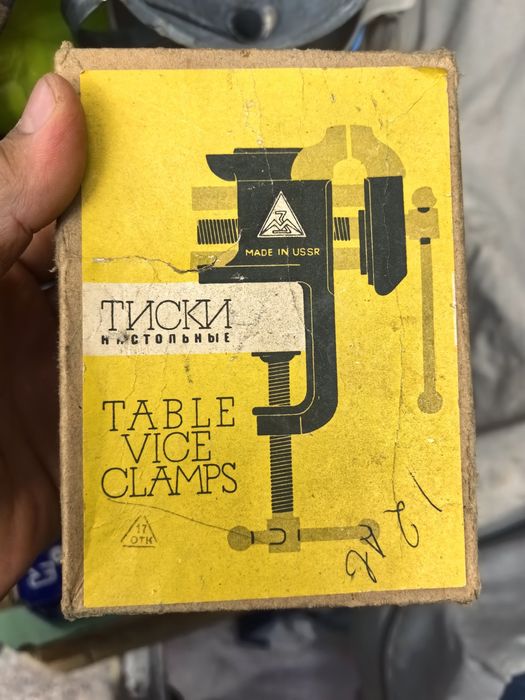 MADE IN USSR
ТИСКИ
НАСТОЛЬНЫЕ
TABLE
VICE
CLAMPS
17
ОТК